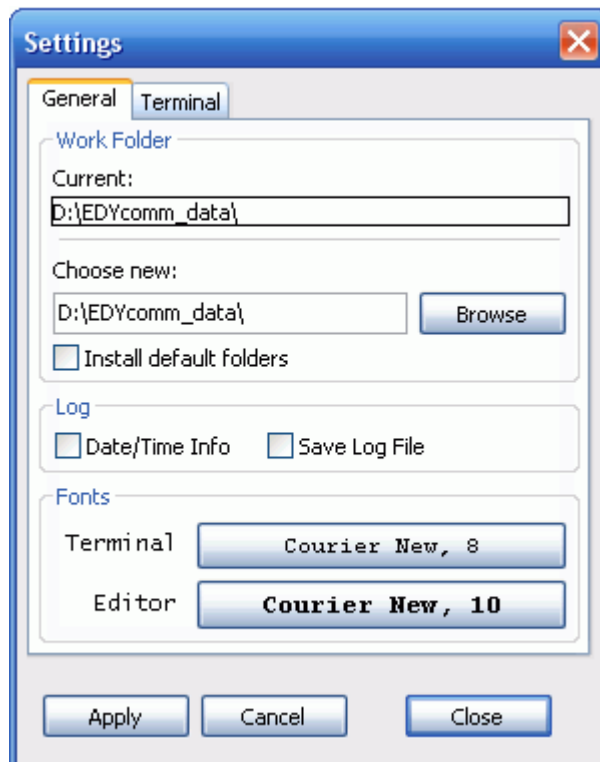 Settings
General Terminal
Work Folder
Current:
D:\EDYcomm_data\
Choose new:
D:\EDYcomm_data\ Browse
Install default folders
Log
Date/Time Info Save Log File
Fonts
Terminal Courier New, 8
Editor Courier New, 10
Apply Cancel Close